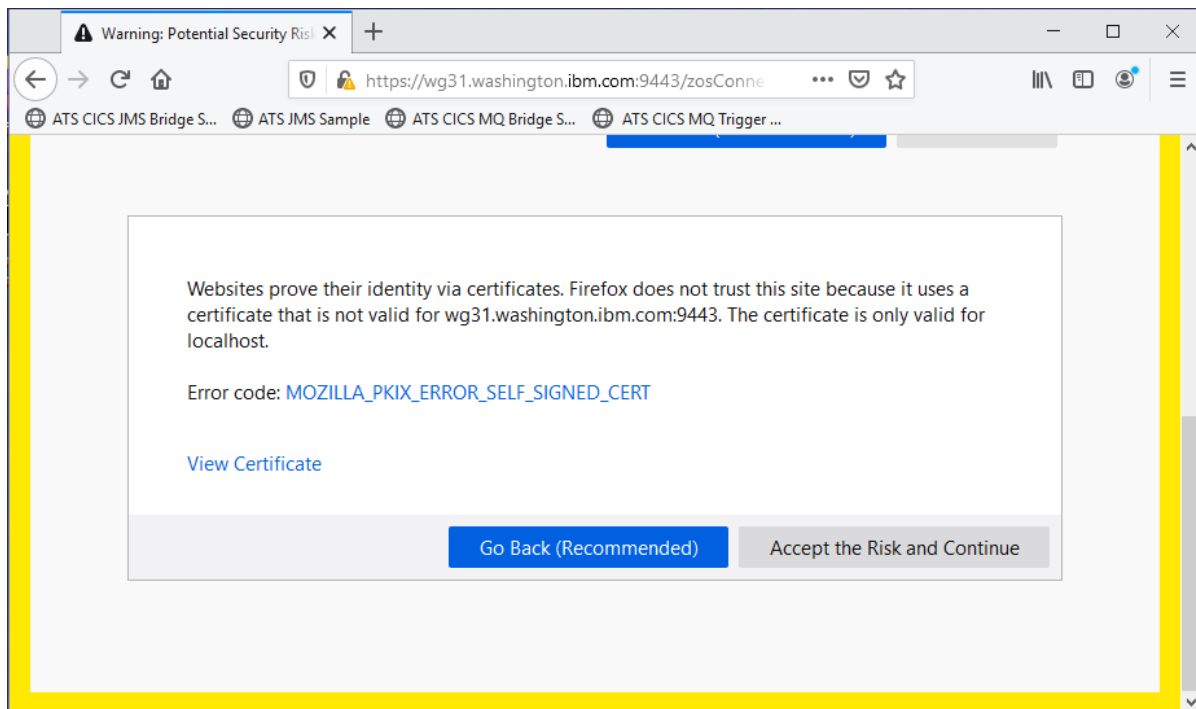 Warning: Potential Security Ris
https://wg31.washington.ibm.com:9443/zosConne
ATS CICS JMS Bridge S... ATS JMS Sample ATS CICS MQ Bridge S... ATS CICS MQ Trigger ...
Websites prove their identity via certificates. Firefox does not trust this site because it uses a
certificate that is not valid for wg31.washington.ibm.com:9443. The certificate is only valid for
localhost.
Error code: MOZILLA_PKIX_ERROR_SELF_SIGNED_CERT
View Certificate
Go Back (Recommended) Accept the Risk and Continue